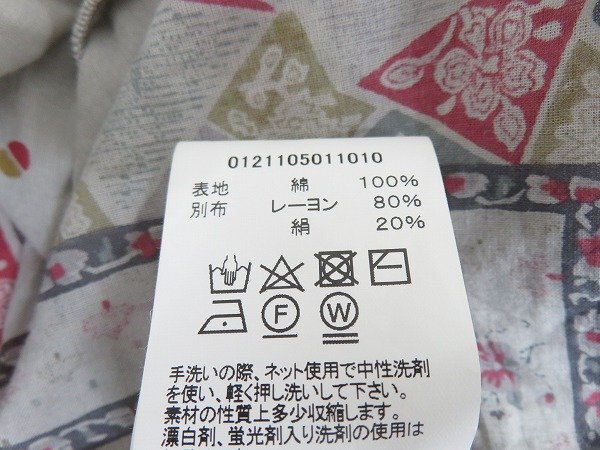 0121105011010
表地 綿 100%
別布 レーヨン 80%
絹 20%
F W
手洗いの際、ネット使用で中性洗剤
を使い、軽く押し洗いして下さい。
素材の性質上多少収縮します。
漂白剤、蛍光剤入り洗剤の使用は